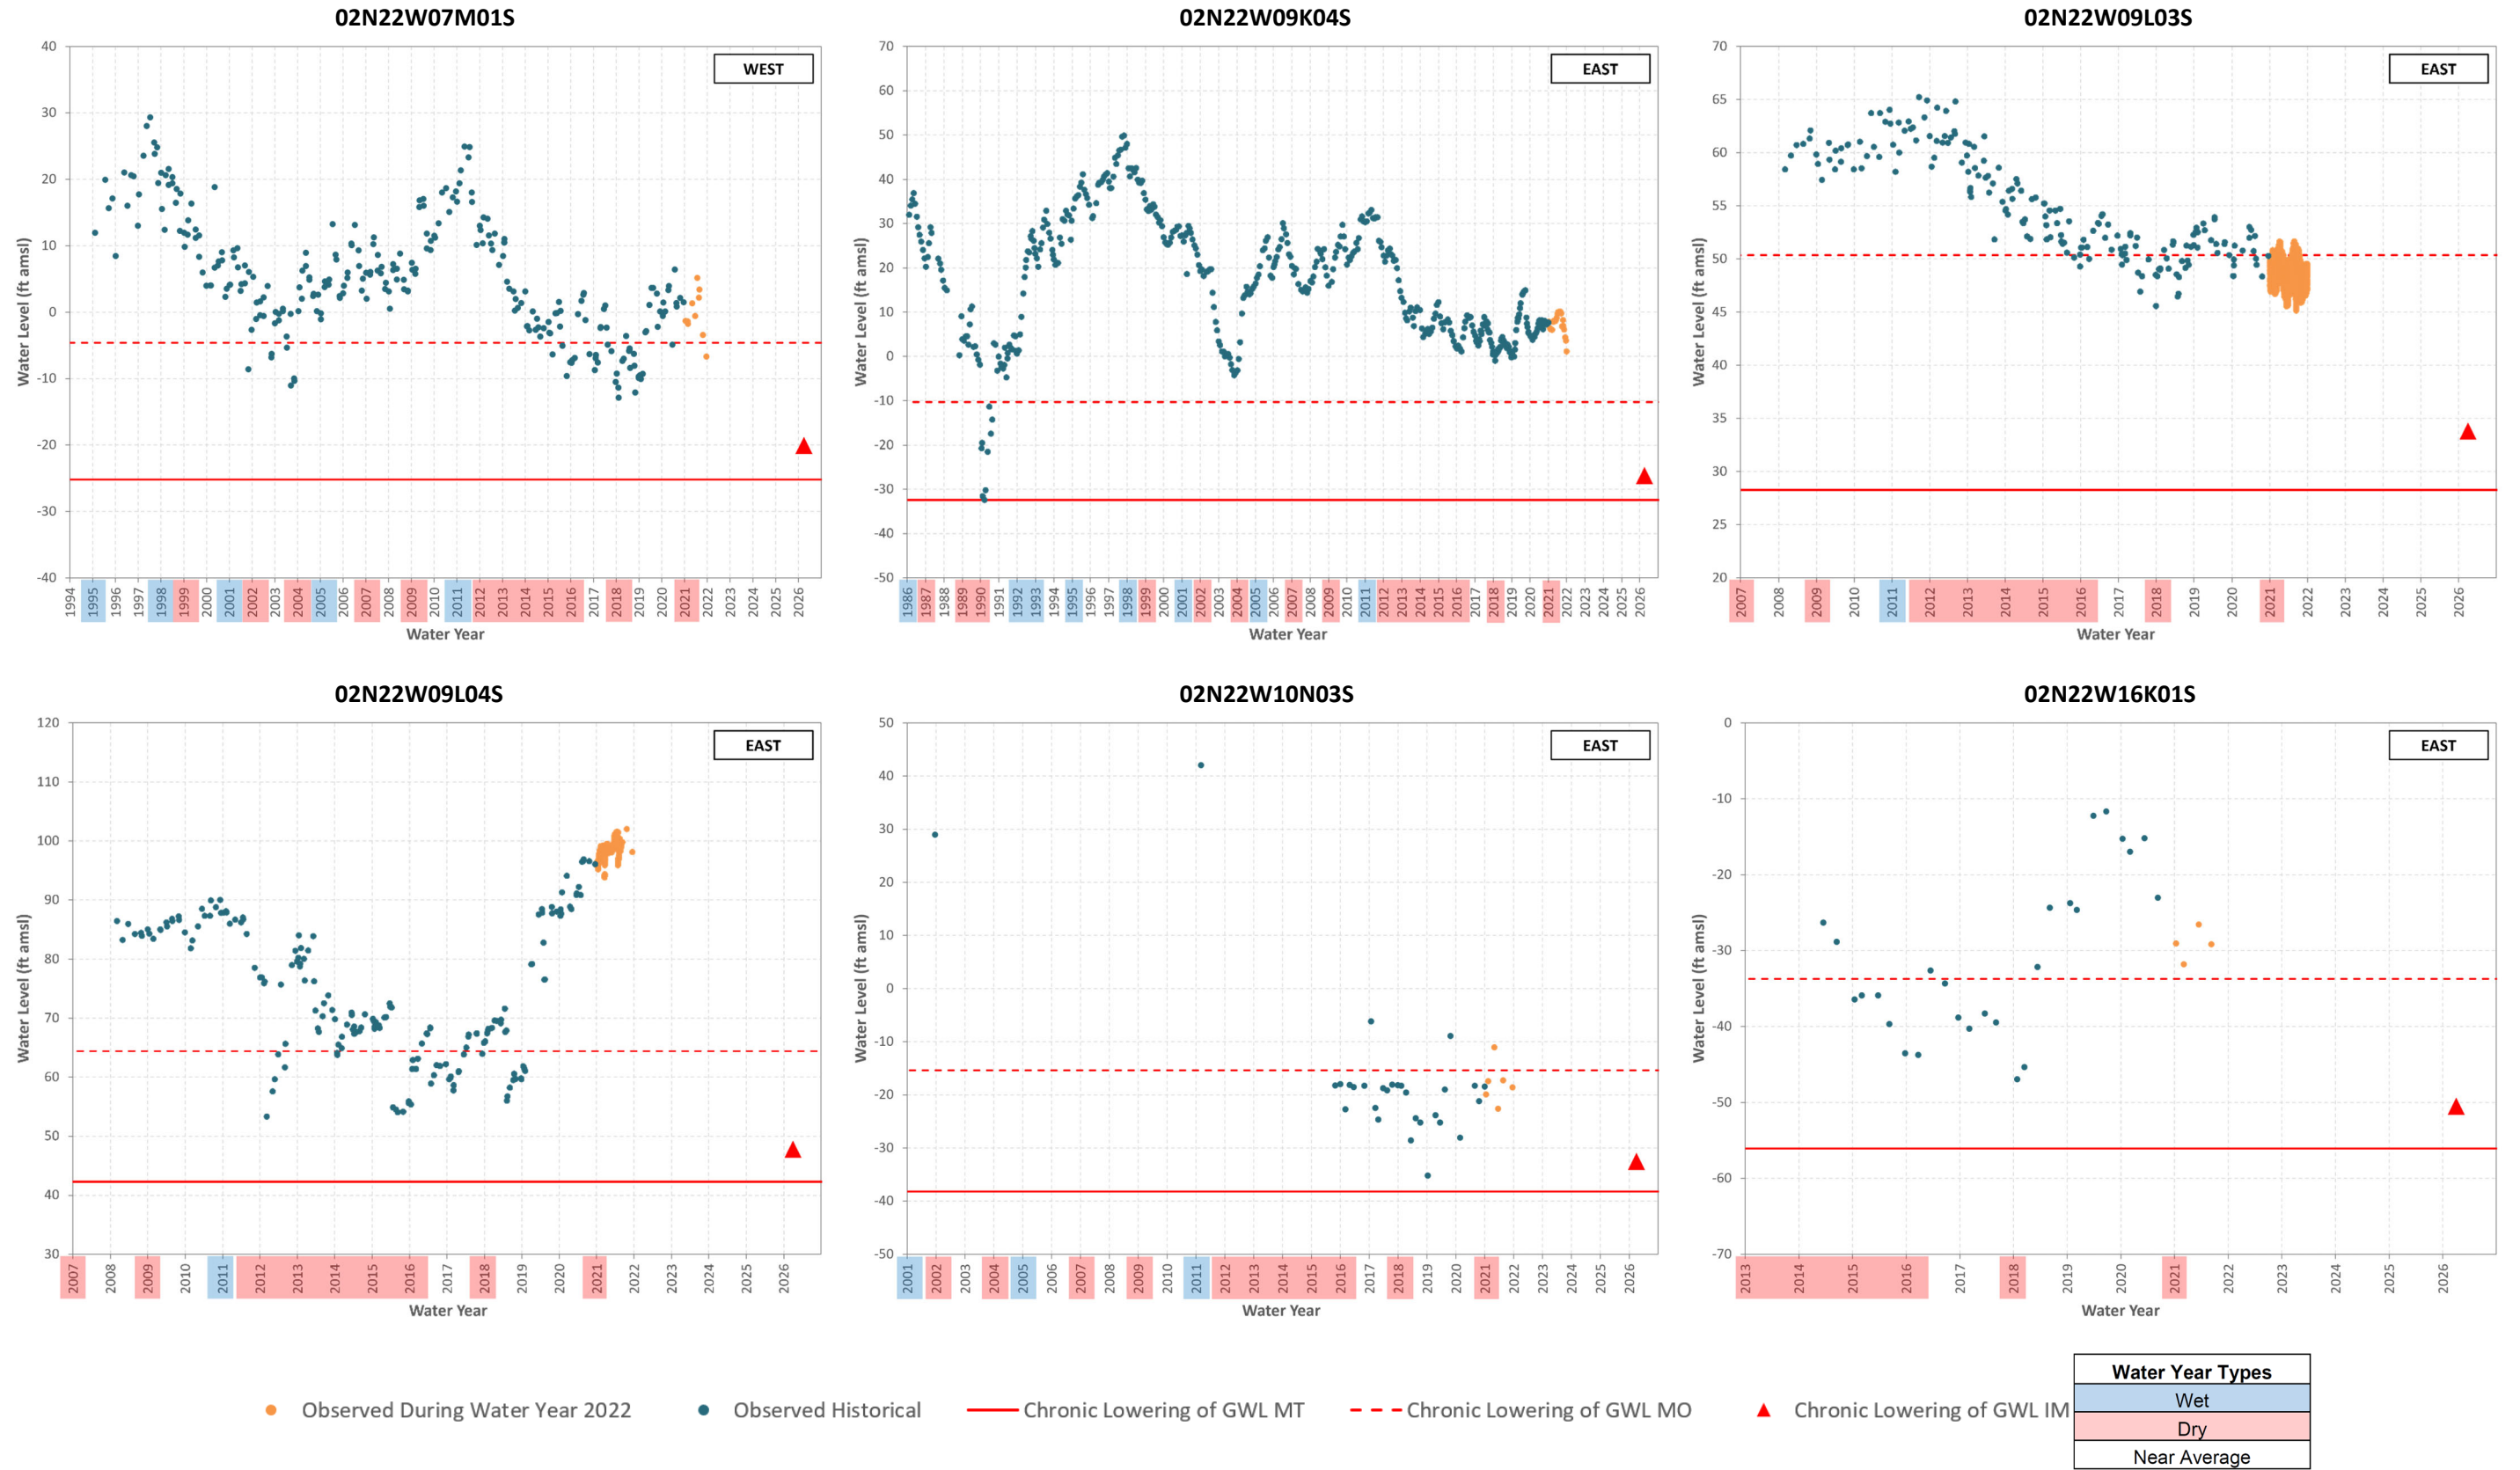 02N22W07M01S
WEST
Water Level (ft amsl)
40
30
20
10
0
-10
-20
-30
-40
1994 1995 1996 1997 1998 1999 2000 2001 2002 2003 2004 2005 2006 2007 2008 2009 2010 2011 2012 2013 2014 2015 2016 2017 2018 2019 2020 2021 2022 2023 2024 2025 2026
Water Year
02N22W09K04S
EAST
Water Level (ft amsl)
70
60
50
40
30
20
10
0
-10
-20
-30
-40
-50
1986 1987 1988 1989 1990 1991 1992 1993 1994 1995 1996 1997 1998 1999 2000 2001 2002 2003 2004 2005 2006 2007 2008 2009 2010 2011 2012 2013 2014 2015 2016 2017 2018 2019 2020 2021 2022 2023 2024 2025 2026
Water Year
02N22W09L03S
EAST
Water Level (ft amsl)
70
65
60
55
50
45
40
35
30
25
20
2007 2008 2009 2010 2011 2012 2013 2014 2015 2016 2017 2018 2019 2020 2021 2022 2023 2024 2025 2026
Water Year
02N22W09L04S
EAST
Water Level (ft amsl)
120
110
100
90
80
70
60
50
40
30
2007 2008 2009 2010 2011 2012 2013 2014 2015 2016 2017 2018 2019 2020 2021 2022 2023 2024 2025 2026
Water Year
02N22W10N03S
EAST
Water Level (ft amsl)
50
40
30
20
10
0
-10
-20
-30
-40
-50
2001 2002 2003 2004 2005 2006 2007 2008 2009 2010 2011 2012 2013 2014 2015 2016 2017 2018 2019 2020 2021 2022 2023 2024 2025 2026
Water Year
02N22W16K01S
EAST
Water Level (ft amsl)
0
-10
-20
-30
-40
-50
-60
-70
2013 2014 2015 2016 2017 2018 2019 2020 2021 2022 2023 2024 2025 2026
Water Year
Observed During Water Year 2022 Observed Historical Chronic Lowering of GWL MT Chronic Lowering of GWL MO Chronic Lowering of GWL IM
Water Year Types
Wet
Dry
Near Average